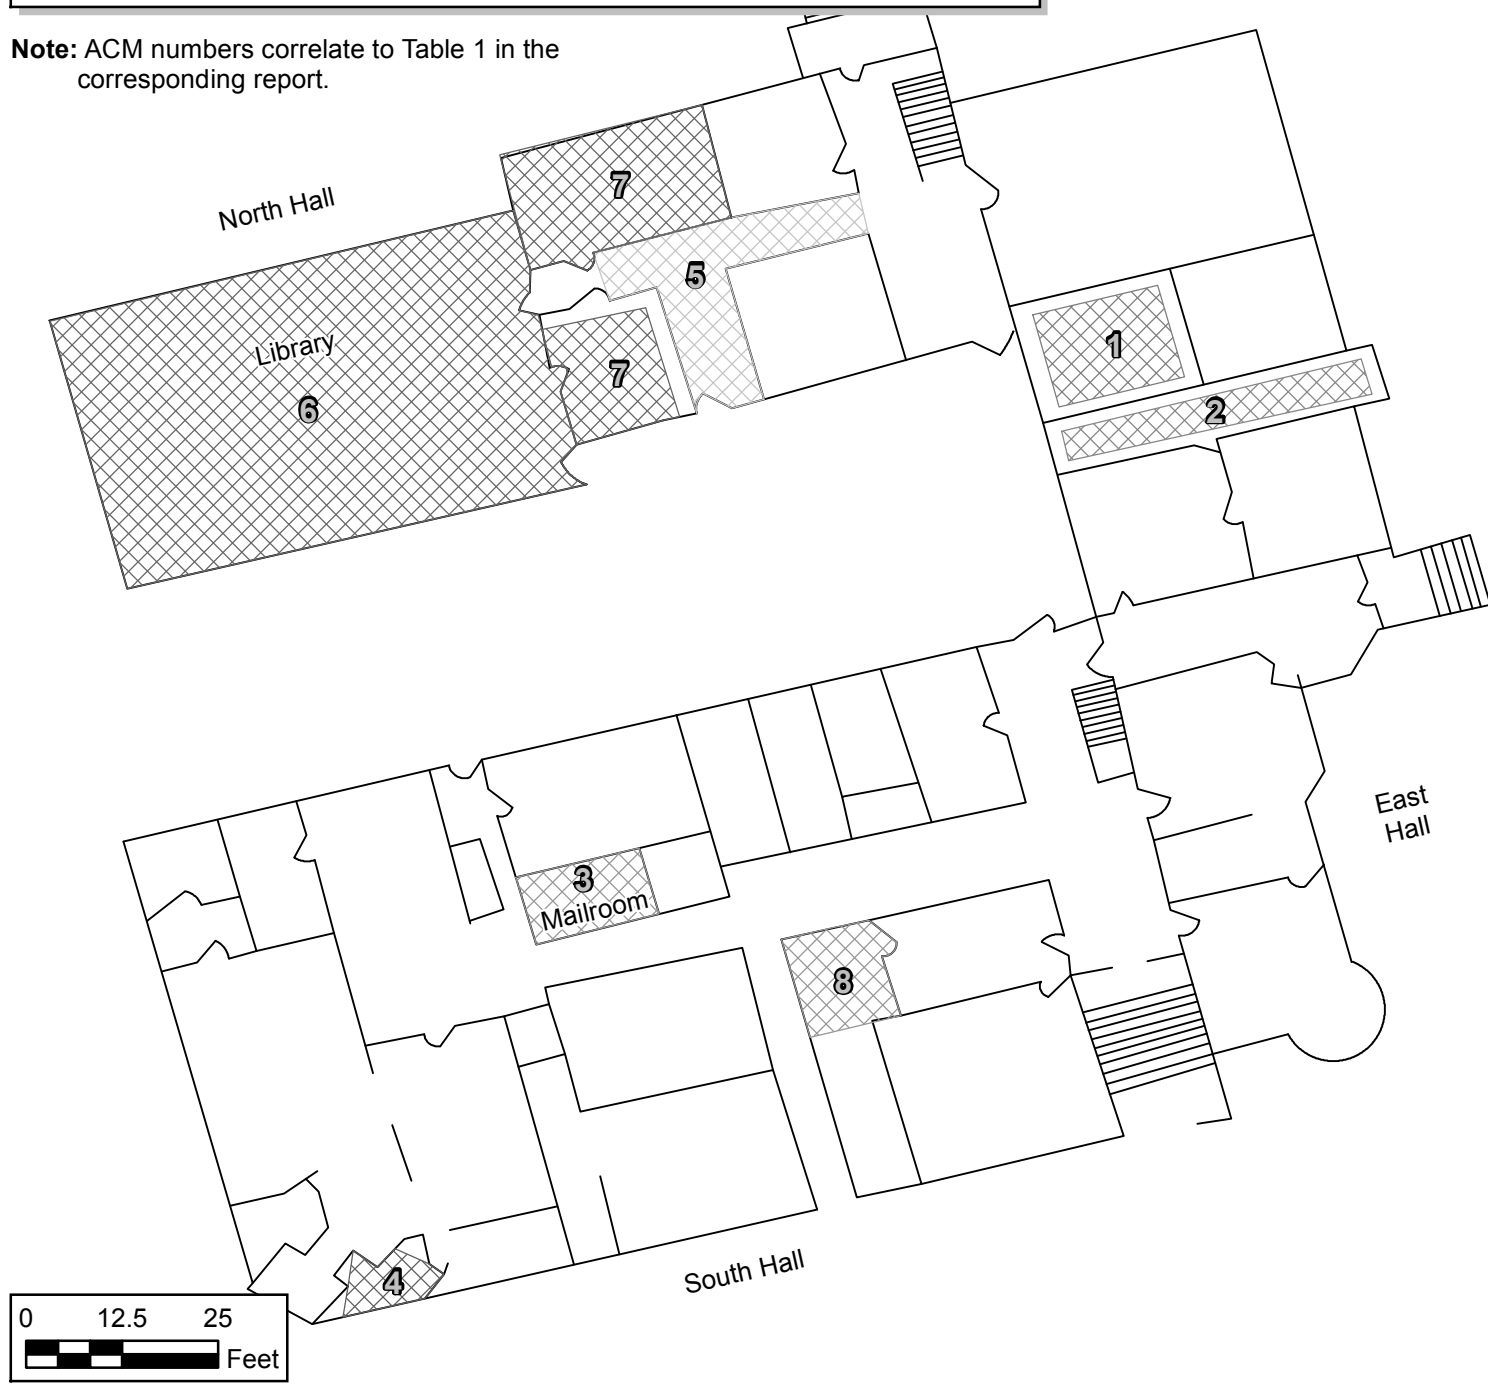 Note: ACM numbers correlate to Table 1 in the
corresponding report.
North Hall
7
5
Library
6
7
1
2
3
Mailroom
8
East
Hall
4
South Hall
0 12.5 25
Feet